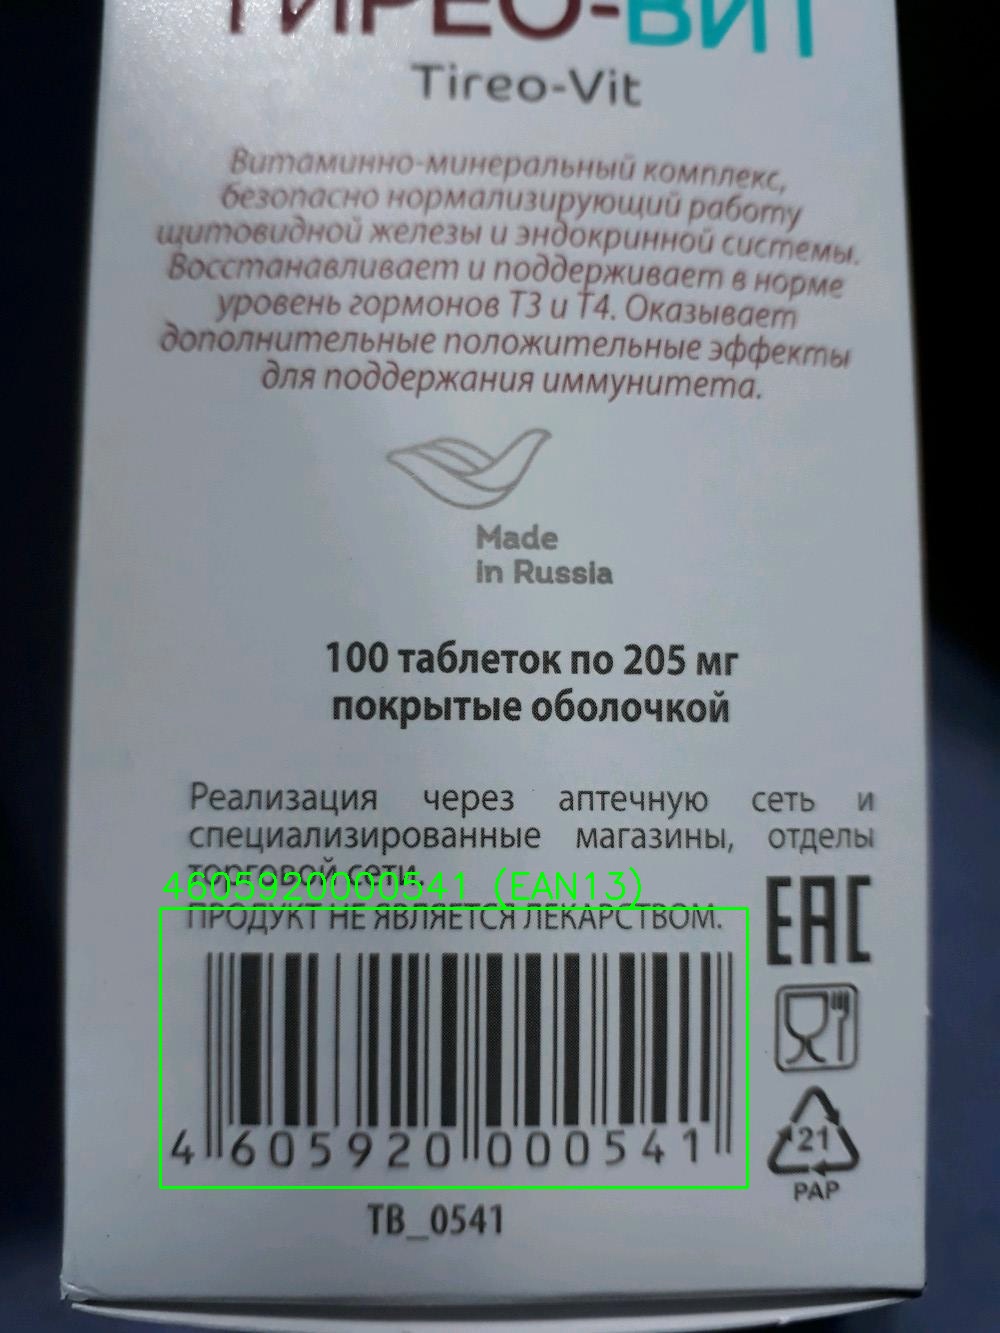 ТИРЕО-ВИТ
Tireo-Vit
Витаминно-минеральный комплекс,
безопасно нормализирующий работу
щитовидной железы и эндокринной системы.
Восстанавливает и поддерживает в норме
уровень гормонов Т3 и Т4. Оказывает
дополнительные положительные эффекты
для поддержания иммунитета.
Made
in Russia
100 таблеток по 205 мг
покрытые оболочкой
Реализация через аптечную сеть и
специализированные магазины, отделы
торговой сети.
4605920000541 (EAN13)
ПРОДУКТ НЕ ЯВЛЯЕТСЯ ЛЕКАРСТВОМ.
EAC
4 605920 000541
21
PAP
ТВ_0541